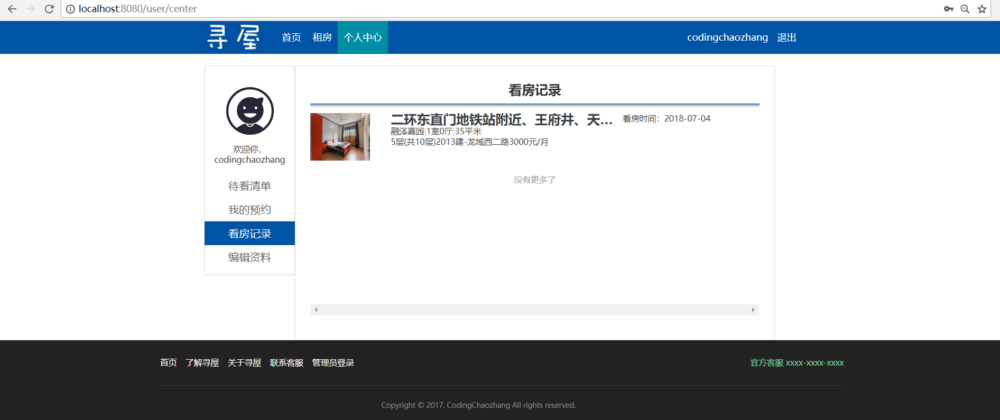 localhost:8080/user/center
寻屋 首页 租房 个人中心 codingchaozhang 退出
欢迎你，
codingchaozhang
待看清单
我的预约
看房记录
编辑资料
看房记录
二环东直门地铁站附近、王府井、天... 看房时间：2018-07-04
融泽嘉园|1室0厅|35平米
5层(共10层)2013建-龙域西二路3000元/月
没有更多了
首页 了解寻屋 关于寻屋 联系客服 管理员登录 官方客服 xxxx-xxxx-xxxx
Copyright © 2017. CodingChaozhang All rights reserved.